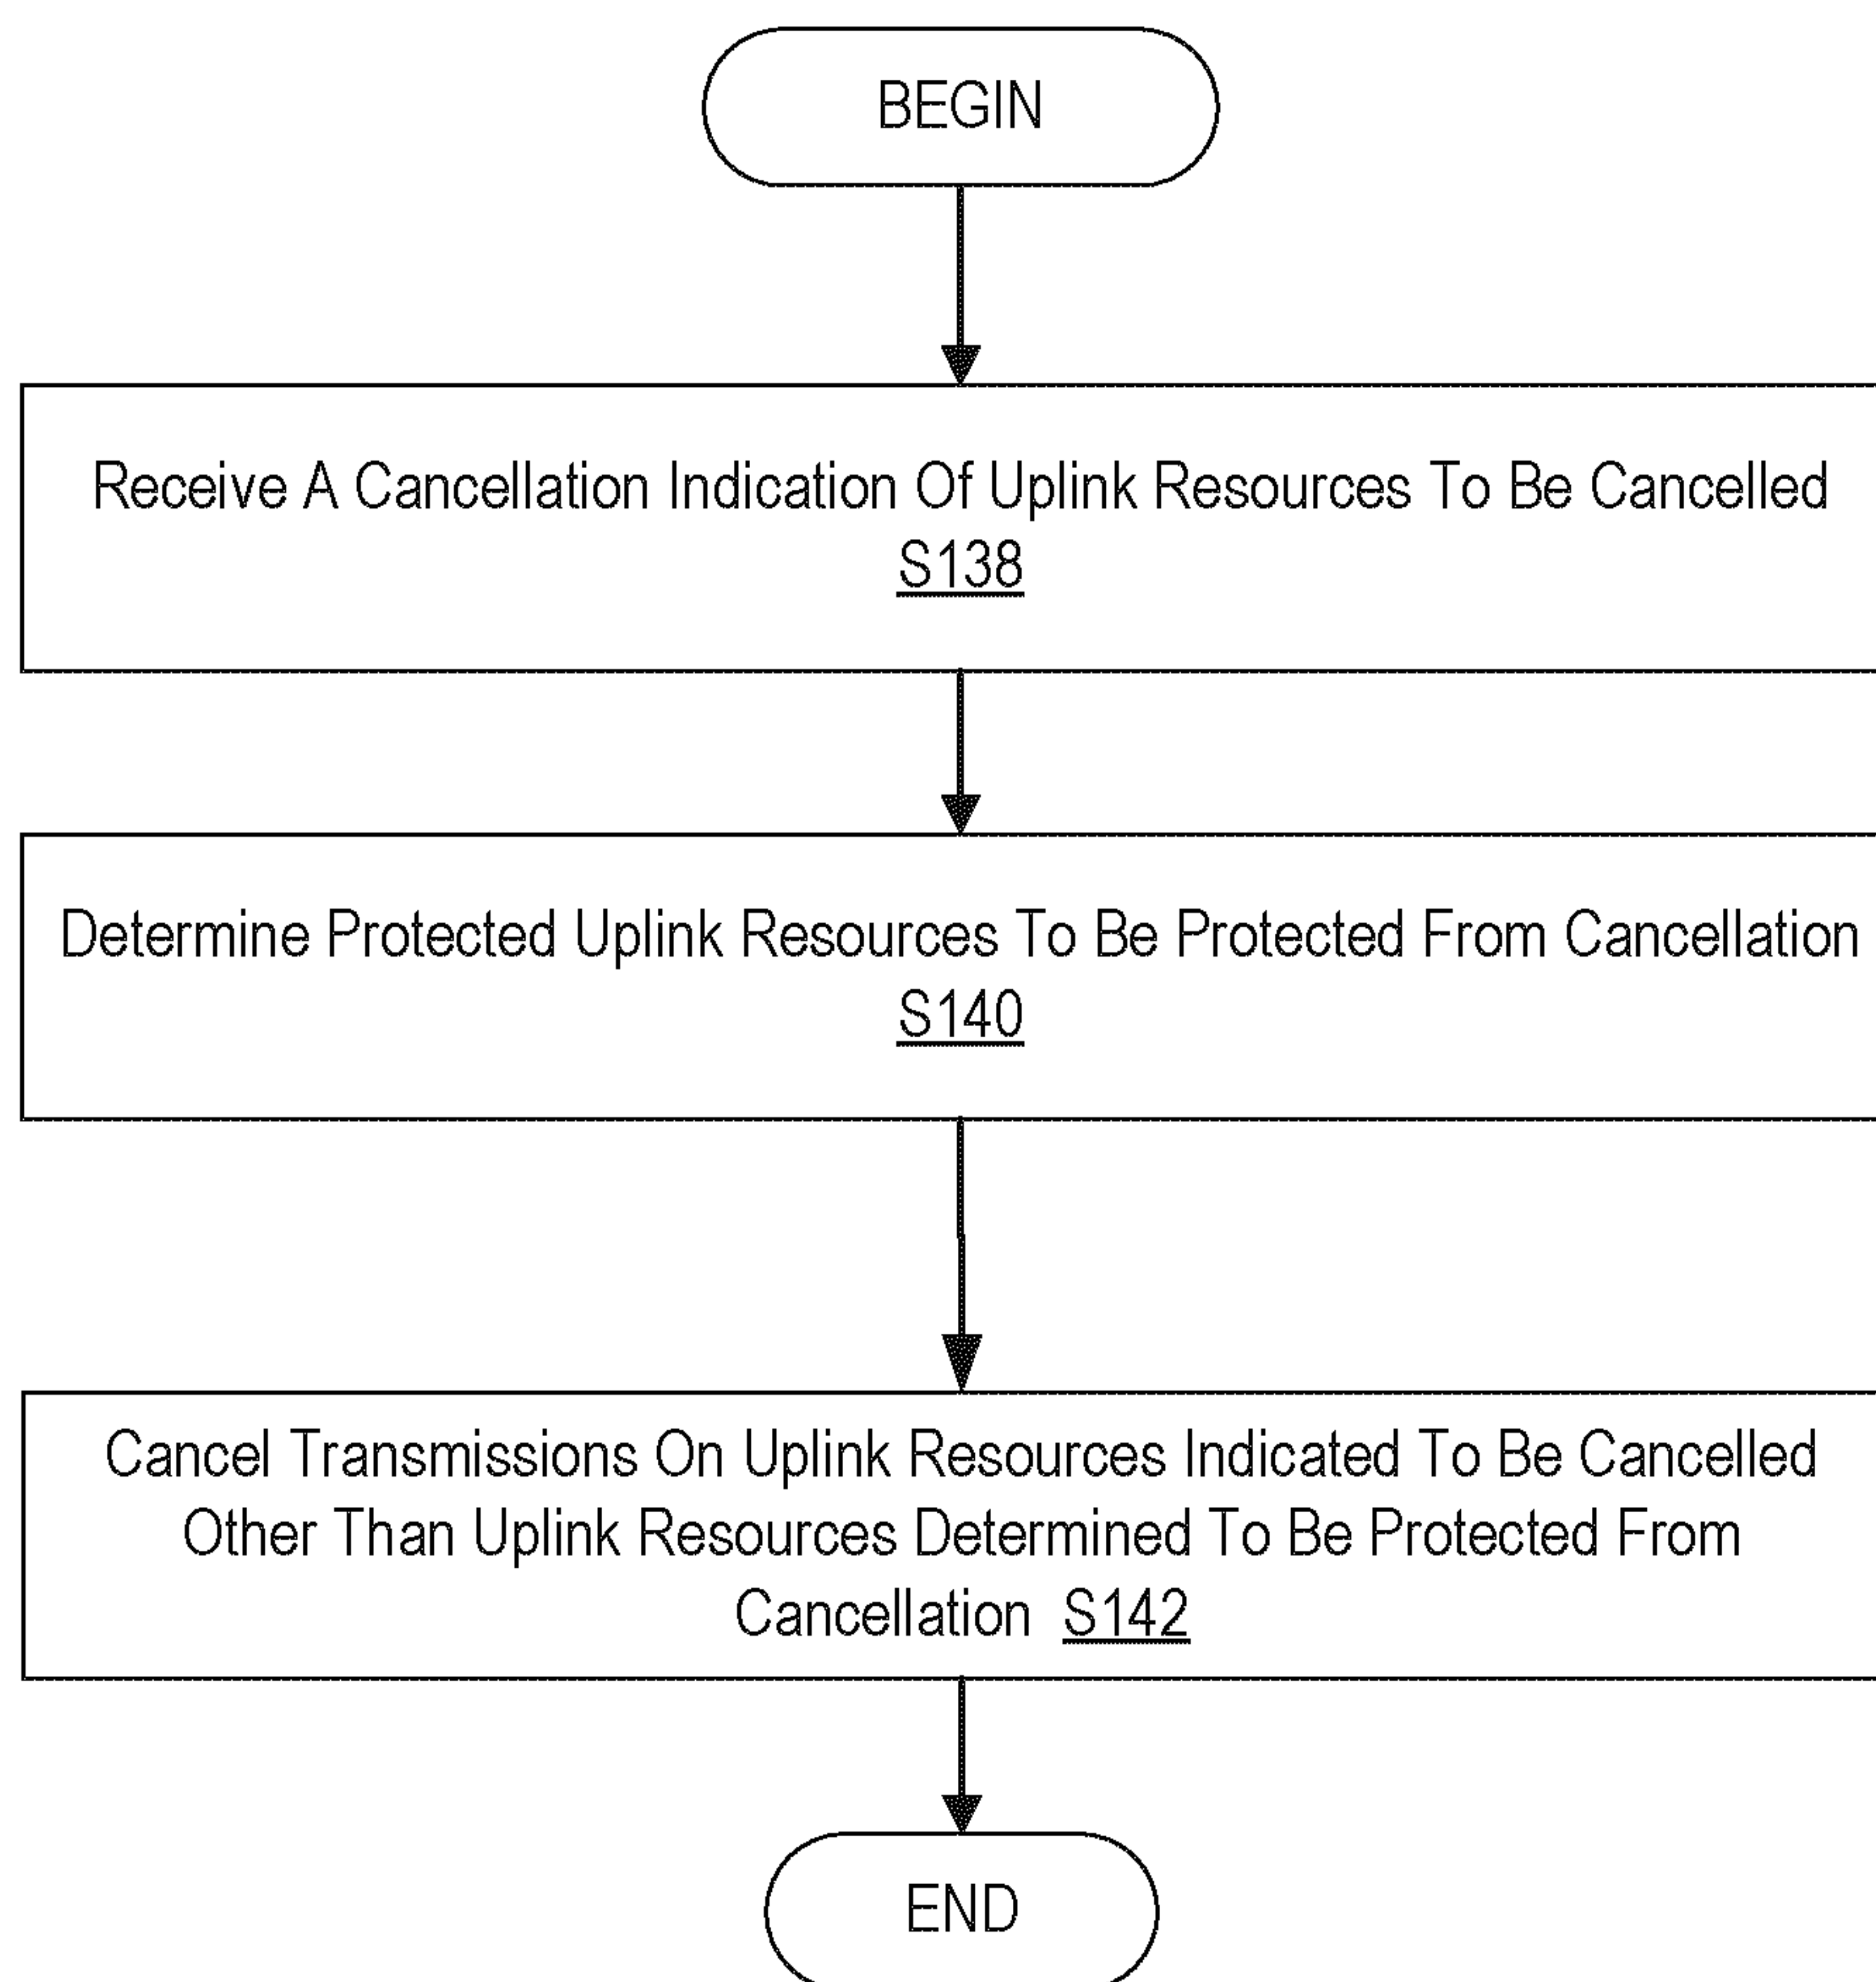 BEGIN
Receive A Cancellation Indication Of Uplink Resources To Be Cancelled
S138
Determine Protected Uplink Resources To Be Protected From Cancellation
S140
Cancel Transmissions On Uplink Resources Indicated To Be Cancelled
Other Than Uplink Resources Determined To Be Protected From
Cancellation S142
END